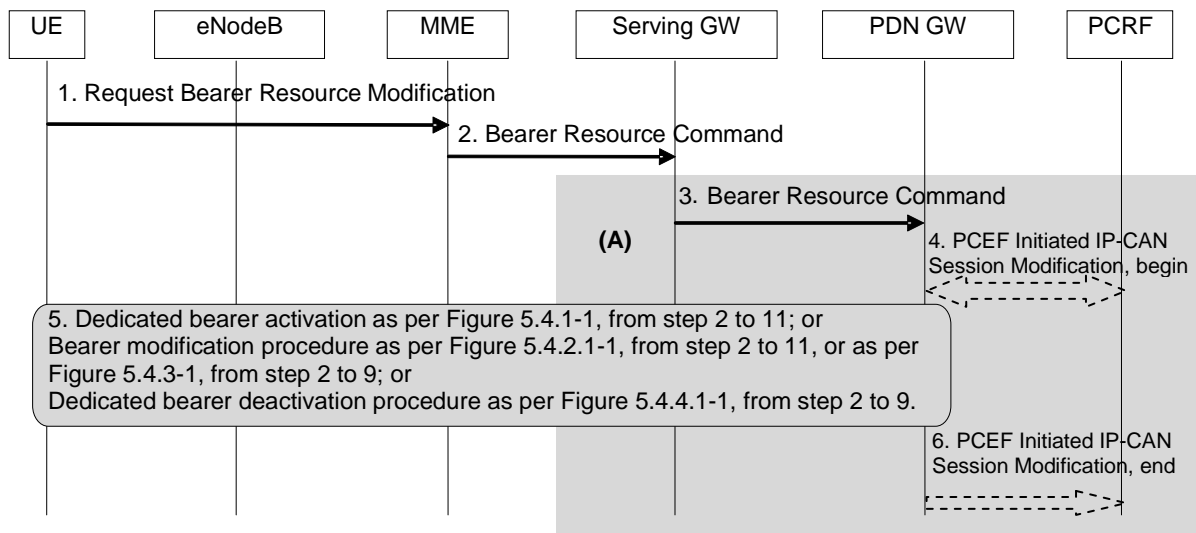 UE
eNodeB
MME
Serving GW
PDN GW
PCRF
1. Request Bearer Resource Modification
2. Bearer Resource Command
3. Bearer Resource Command
(A)
4. PCEF Initiated IP-CAN
Session Modification, begin
5. Dedicated bearer activation as per Figure 5.4.1-1, from step 2 to 11; or
Bearer modification procedure as per Figure 5.4.2.1-1, from step 2 to 11, or as per
Figure 5.4.3-1, from step 2 to 9; or
Dedicated bearer deactivation procedure as per Figure 5.4.4.1-1, from step 2 to 9.
6. PCEF Initiated IP-CAN
Session Modification, end